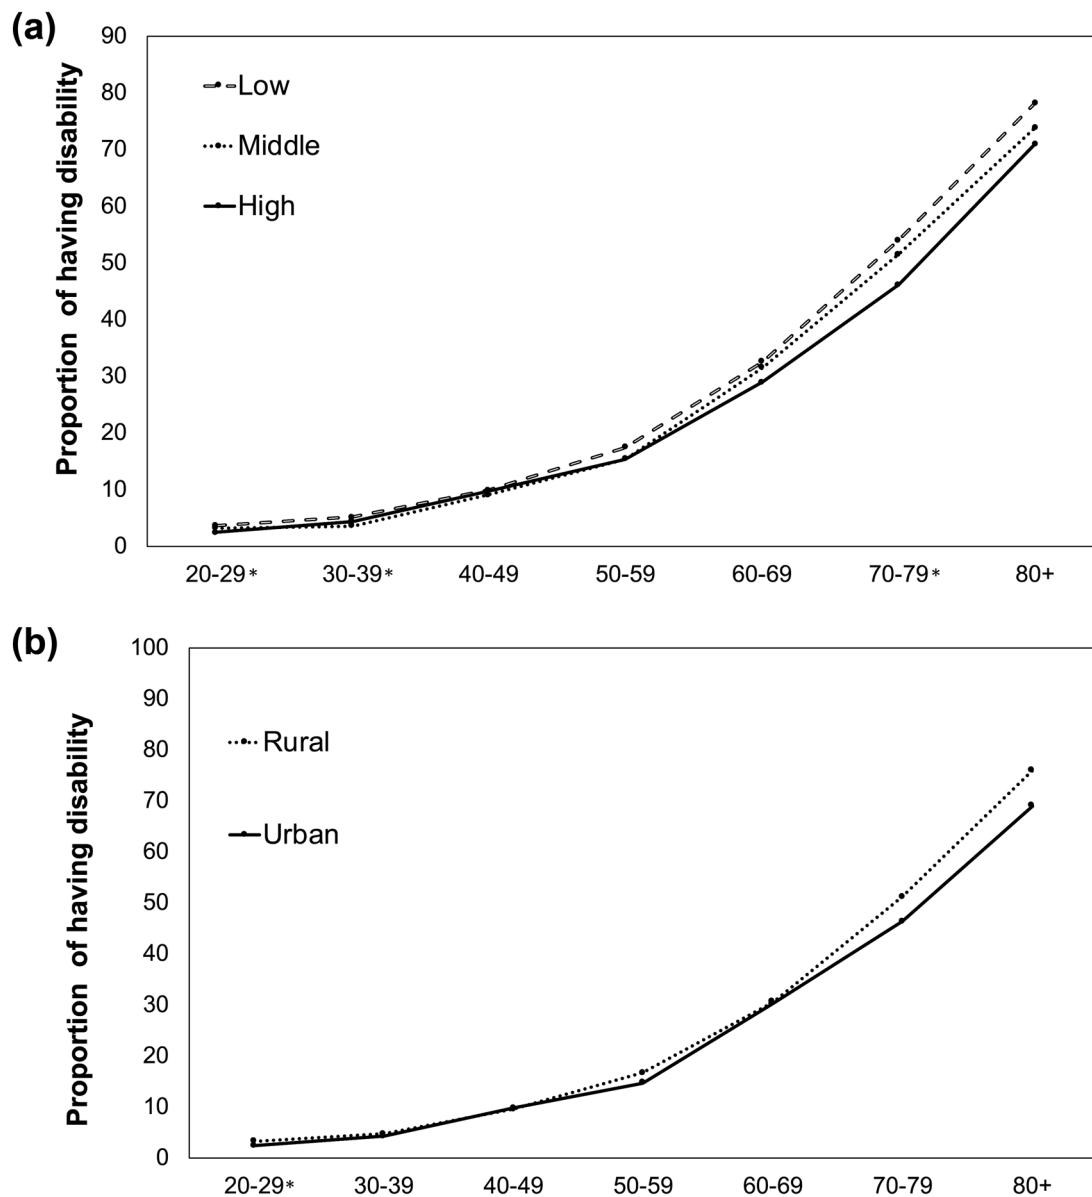 (a)
Proportion of having disability
90
80
70
60
50
40
30
20
10
0
Low
Middle
High
20-29* 30-39* 40-49 50-59 60-69 70-79* 80+
(b)
Proportion of having disability
100
90
80
70
60
50
40
30
20
10
0
Rural
Urban
20-29* 30-39 40-49 50-59 60-69 70-79 80+